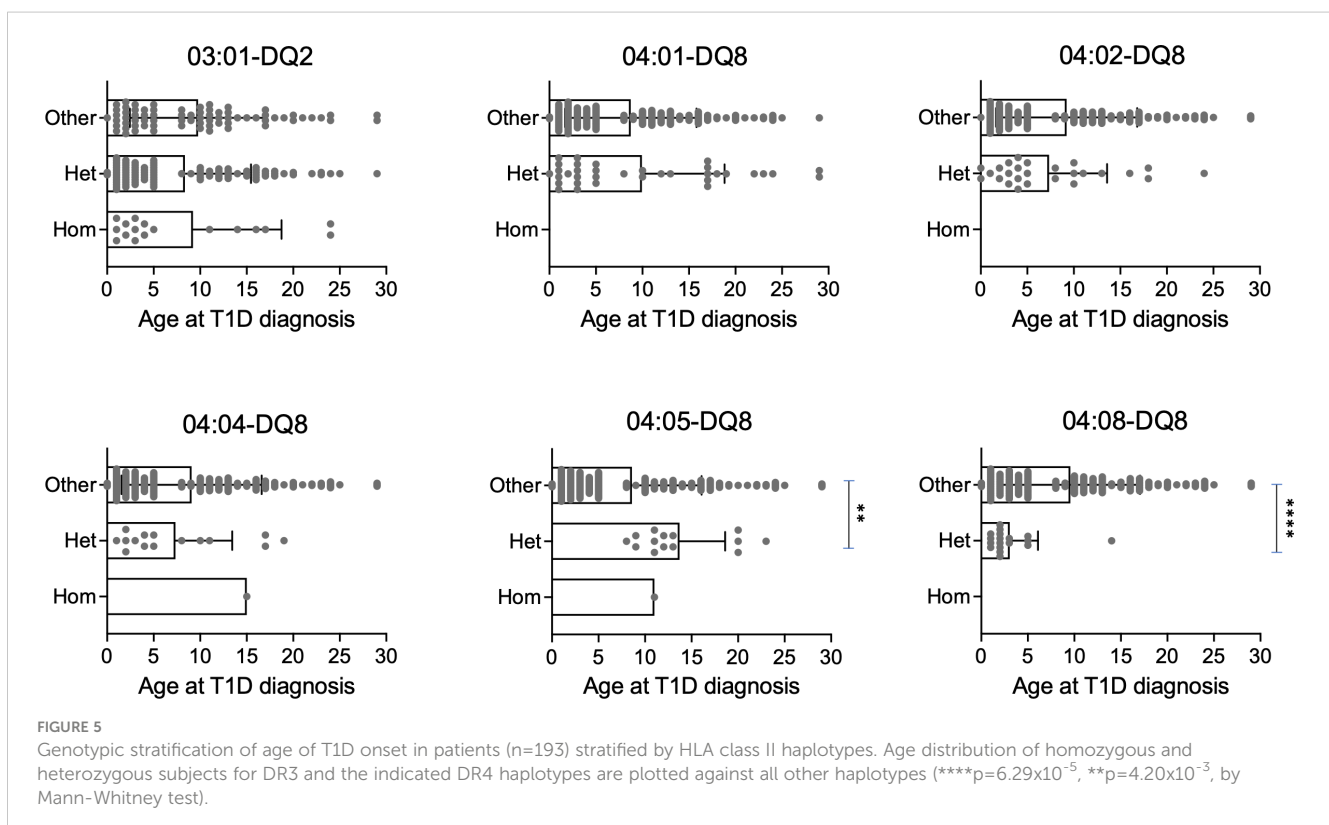 03:01-DQ2
Other
Het
Hom
0 5 10 15 20 25 30
Age at T1D diagnosis
04:01-DQ8
Other
Het
Hom
0 5 10 15 20 25 30
Age at T1D diagnosis
04:02-DQ8
Other
Het
Hom
0 5 10 15 20 25 30
Age at T1D diagnosis
04:04-DQ8
Other
Het
Hom
0 5 10 15 20 25 30
Age at T1D diagnosis
04:05-DQ8
Other
Het
Hom
0 5 10 15 20 25 30
Age at T1D diagnosis
**
04:08-DQ8
Other
Het
Hom
0 5 10 15 20 25 30
Age at T1D diagnosis
****
FIGURE 5
Genotypic stratification of age of T1D onset in patients (n=193) stratified by HLA class II haplotypes. Age distribution of homozygous and
heterozygous subjects for DR3 and the indicated DR4 haplotypes are plotted against all other haplotypes (****p=6.29x10⁻⁵, **p=4.20x10⁻³, by
Mann-Whitney test).